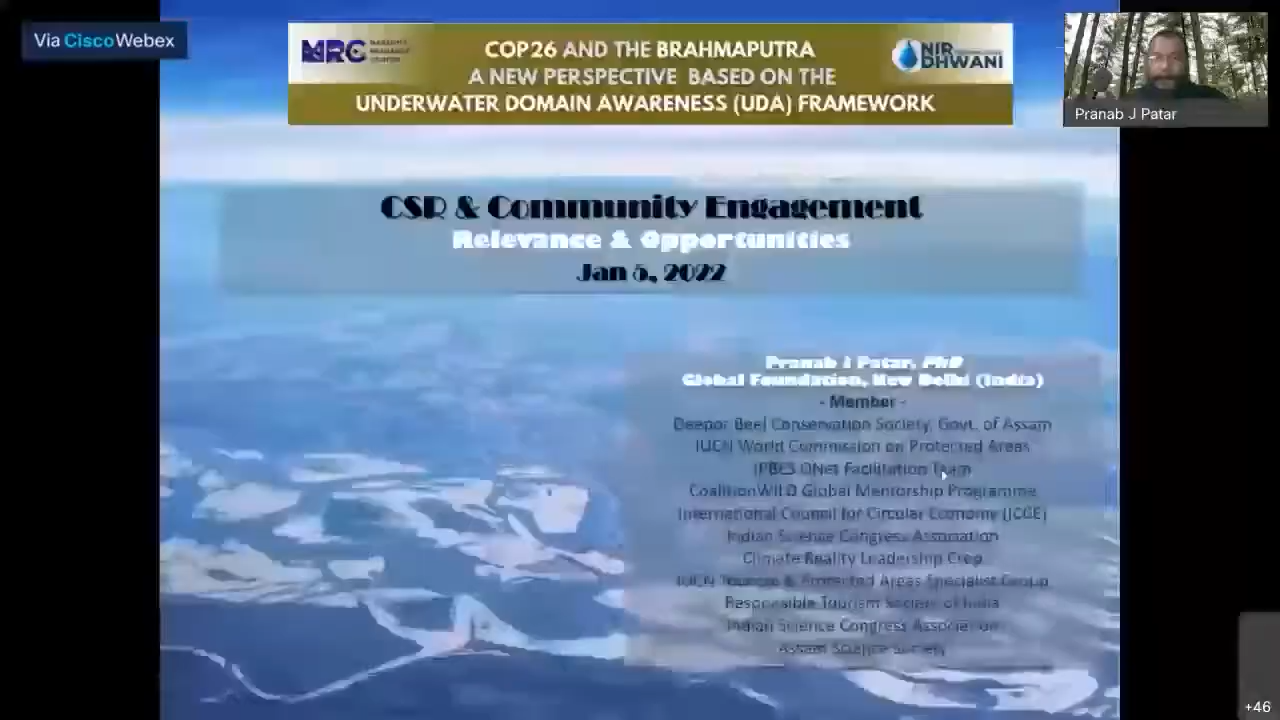 Via Cisco Webex
MRC
COP26 AND THE BRAHMAPUTRA
A NEW PERSPECTIVE BASED ON THE
UNDERWATER DOMAIN AWARENESS (UDA) FRAMEWORK
NIR
DHWANI
Pranab J Patar
CSR & Community Engagement
Relevance & Opportunities
Jan 5, 2022
Pranab J Patar, PhD
Global Foundation, New Delhi (India)
- Member -
Deepor Beel Conservation Society, Govt. of Assam
IUCN World Commission on Protected Areas
IPBES ONet Facilitation Team
CoalitionWILD Global Mentorship Programme
International Council for Circular Economy (ICCE)
Indian Science Congress Association
Climate Reality Leadership Crop
IUCN Tourism & Protected Areas Specialist Group
Responsible Tourism Society of India
Indian Science Congress Association
Assam Science Society
+46